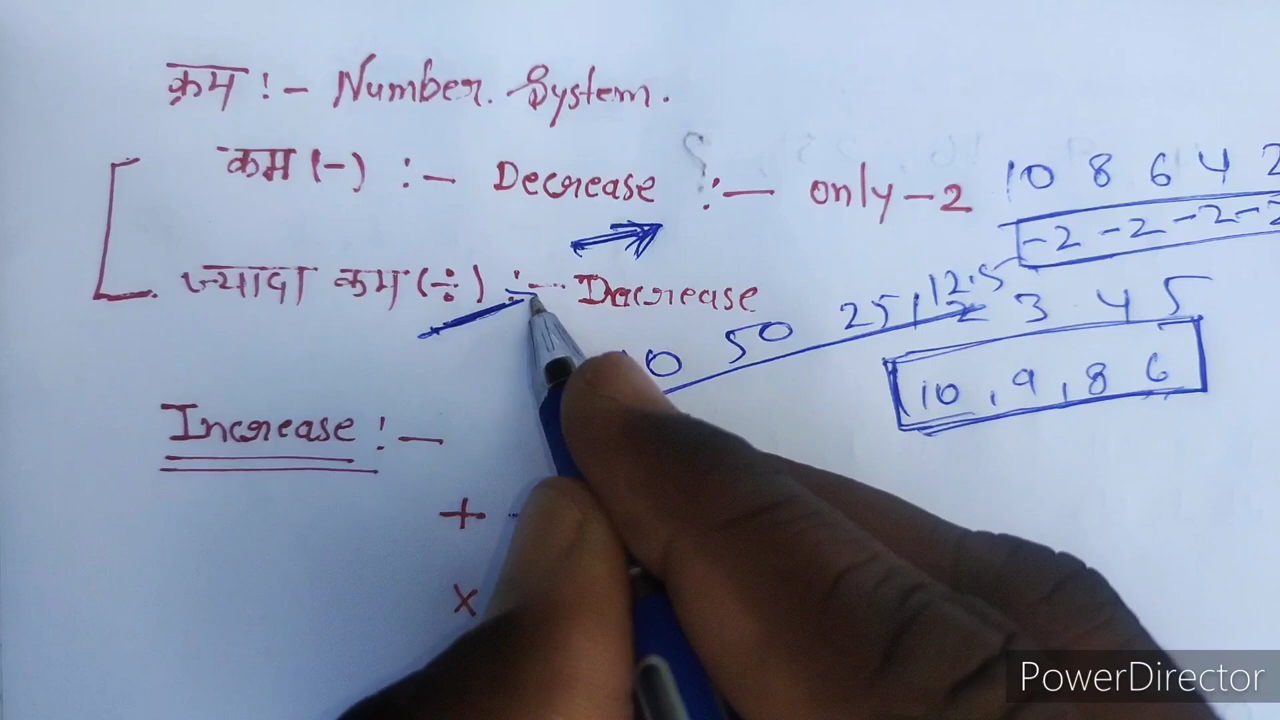 क्रम :- Number. System.
कम (-) :- Decrease :- only-2
10 8 6 4 2
-2 -2 -2 -2
ज्यादा कम (÷) :- Decrease
50 25 12.5
3 4 5
10, 9, 8 6
Increase :-
+
×
PowerDirector